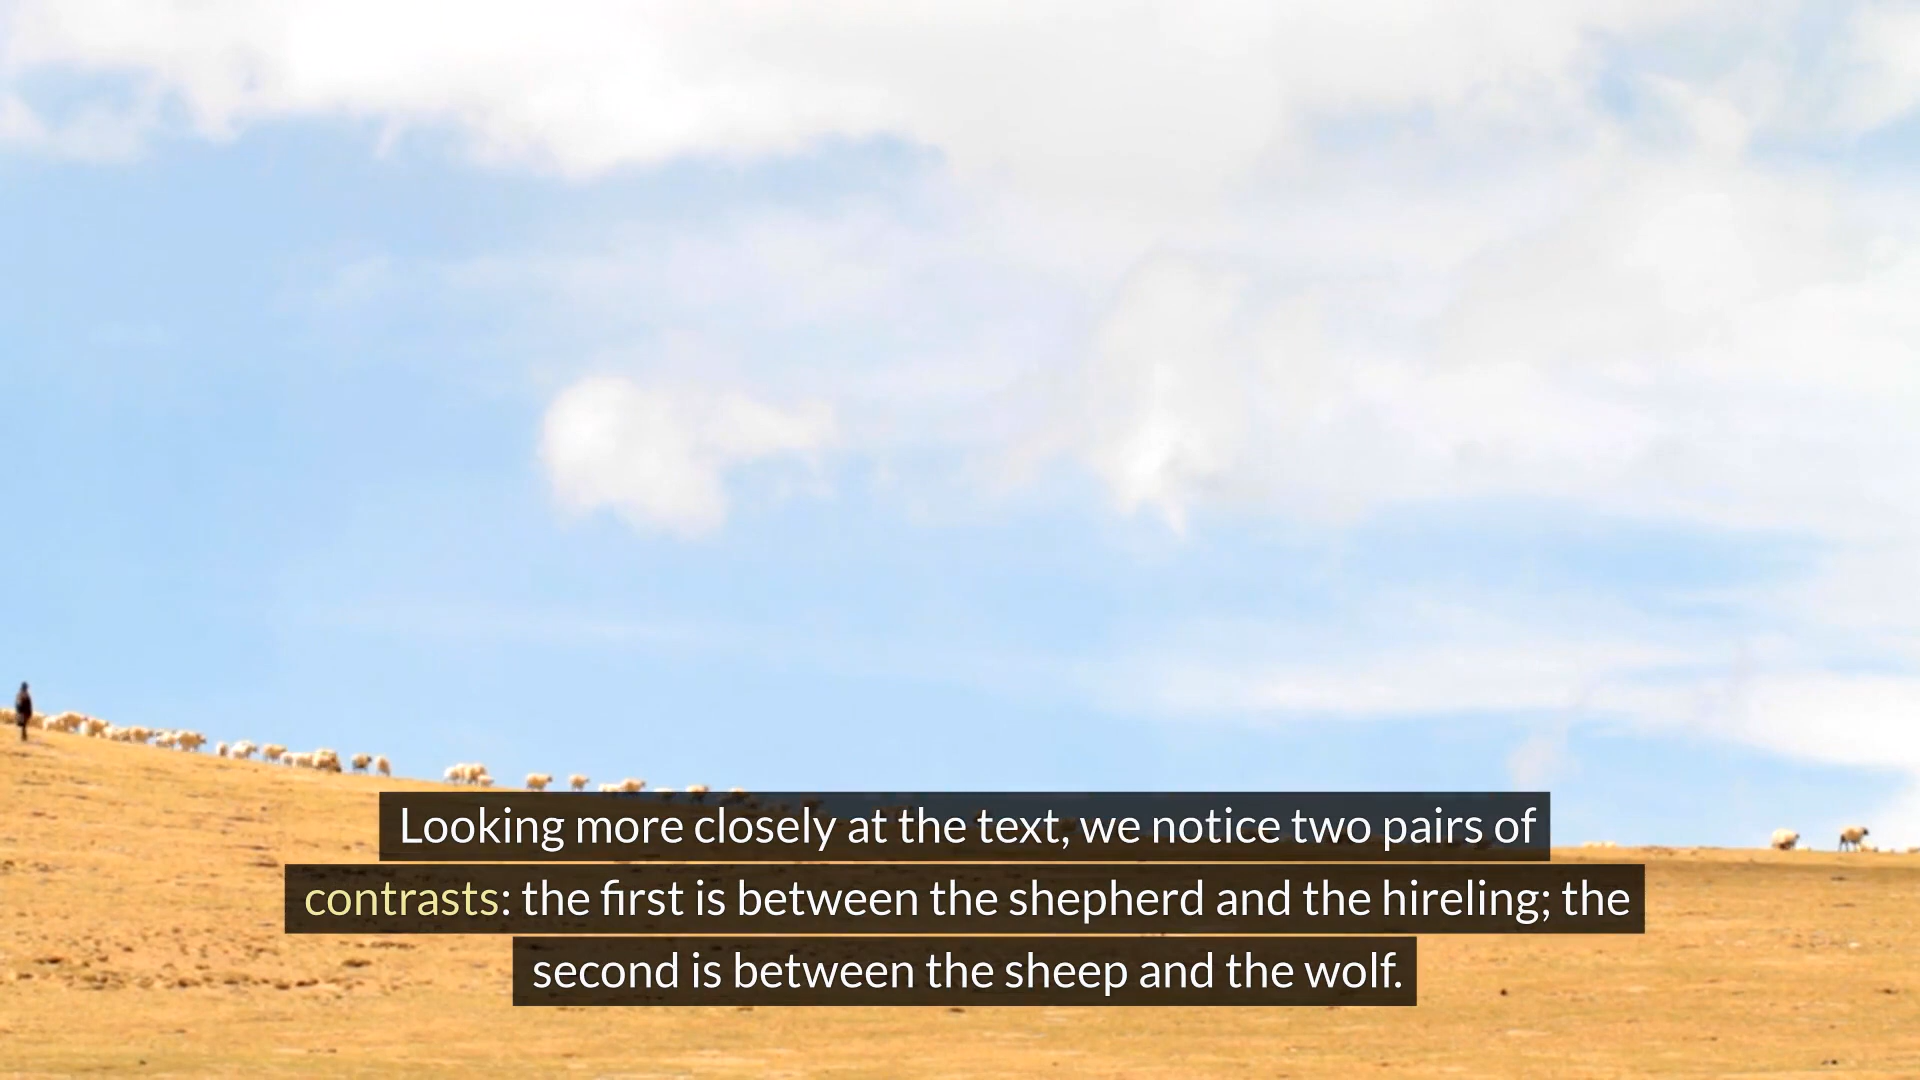 Looking more closely at the text, we notice two pairs of
contrasts: the first is between the shepherd and the hireling; the
second is between the sheep and the wolf.